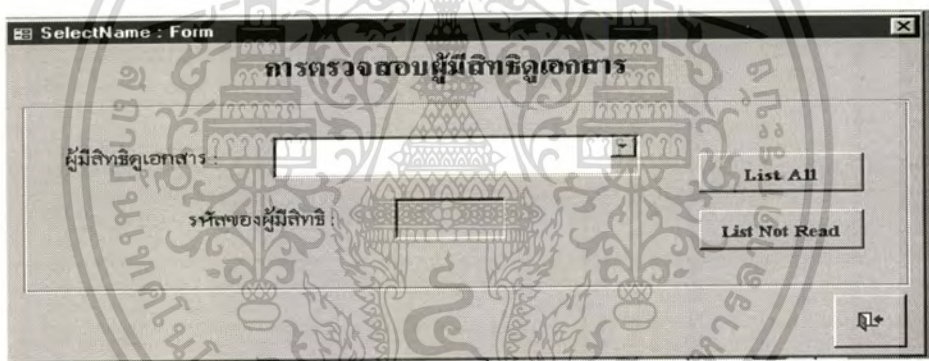 SelectName : Form
การตรวจสอบผู้มีสิทธิดูเอกสาร
ผู้มีสิทธิดูเอกสาร :
List All
รหัสของผู้มีสิทธิ :
List Not Read